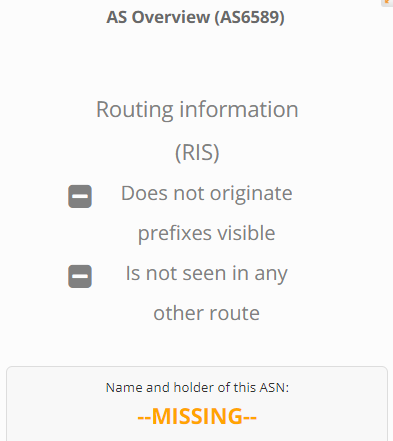 AS Overview (AS6589)
Routing information
(RIS)
Does not originate
prefixes visible
Is not seen in any
other route
Name and holder of this ASN:
--MISSING--